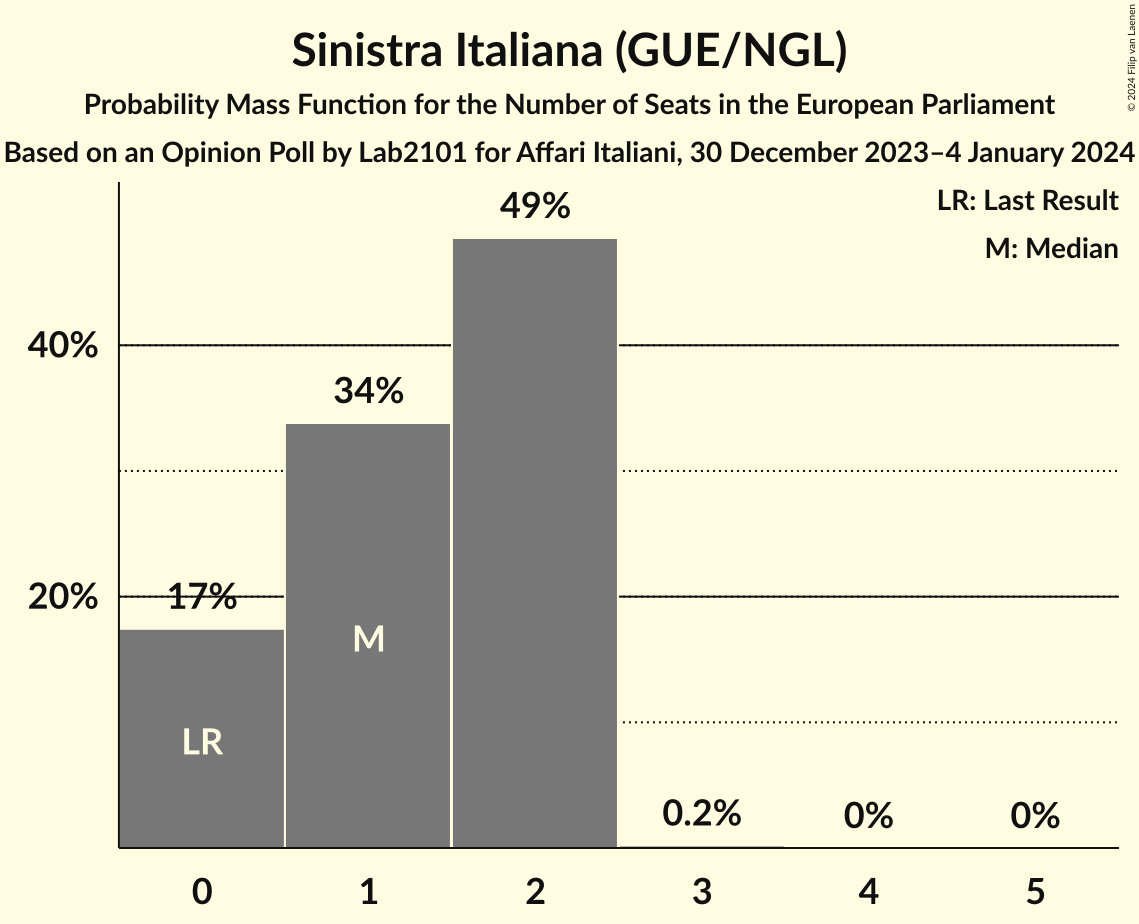 Sinistra Italiana (GUE/NGL)
Probability Mass Function for the Number of Seats in the European Parliament
Based on an Opinion Poll by Lab2101 for Affari Italiani, 30 December 2023–4 January 2024
© 2024 Filip van Laenen
LR: Last Result
M: Median
49%
40%
34%
20%
17%
M
LR
0.2%
0%
0%
0 1 2 3 4 5